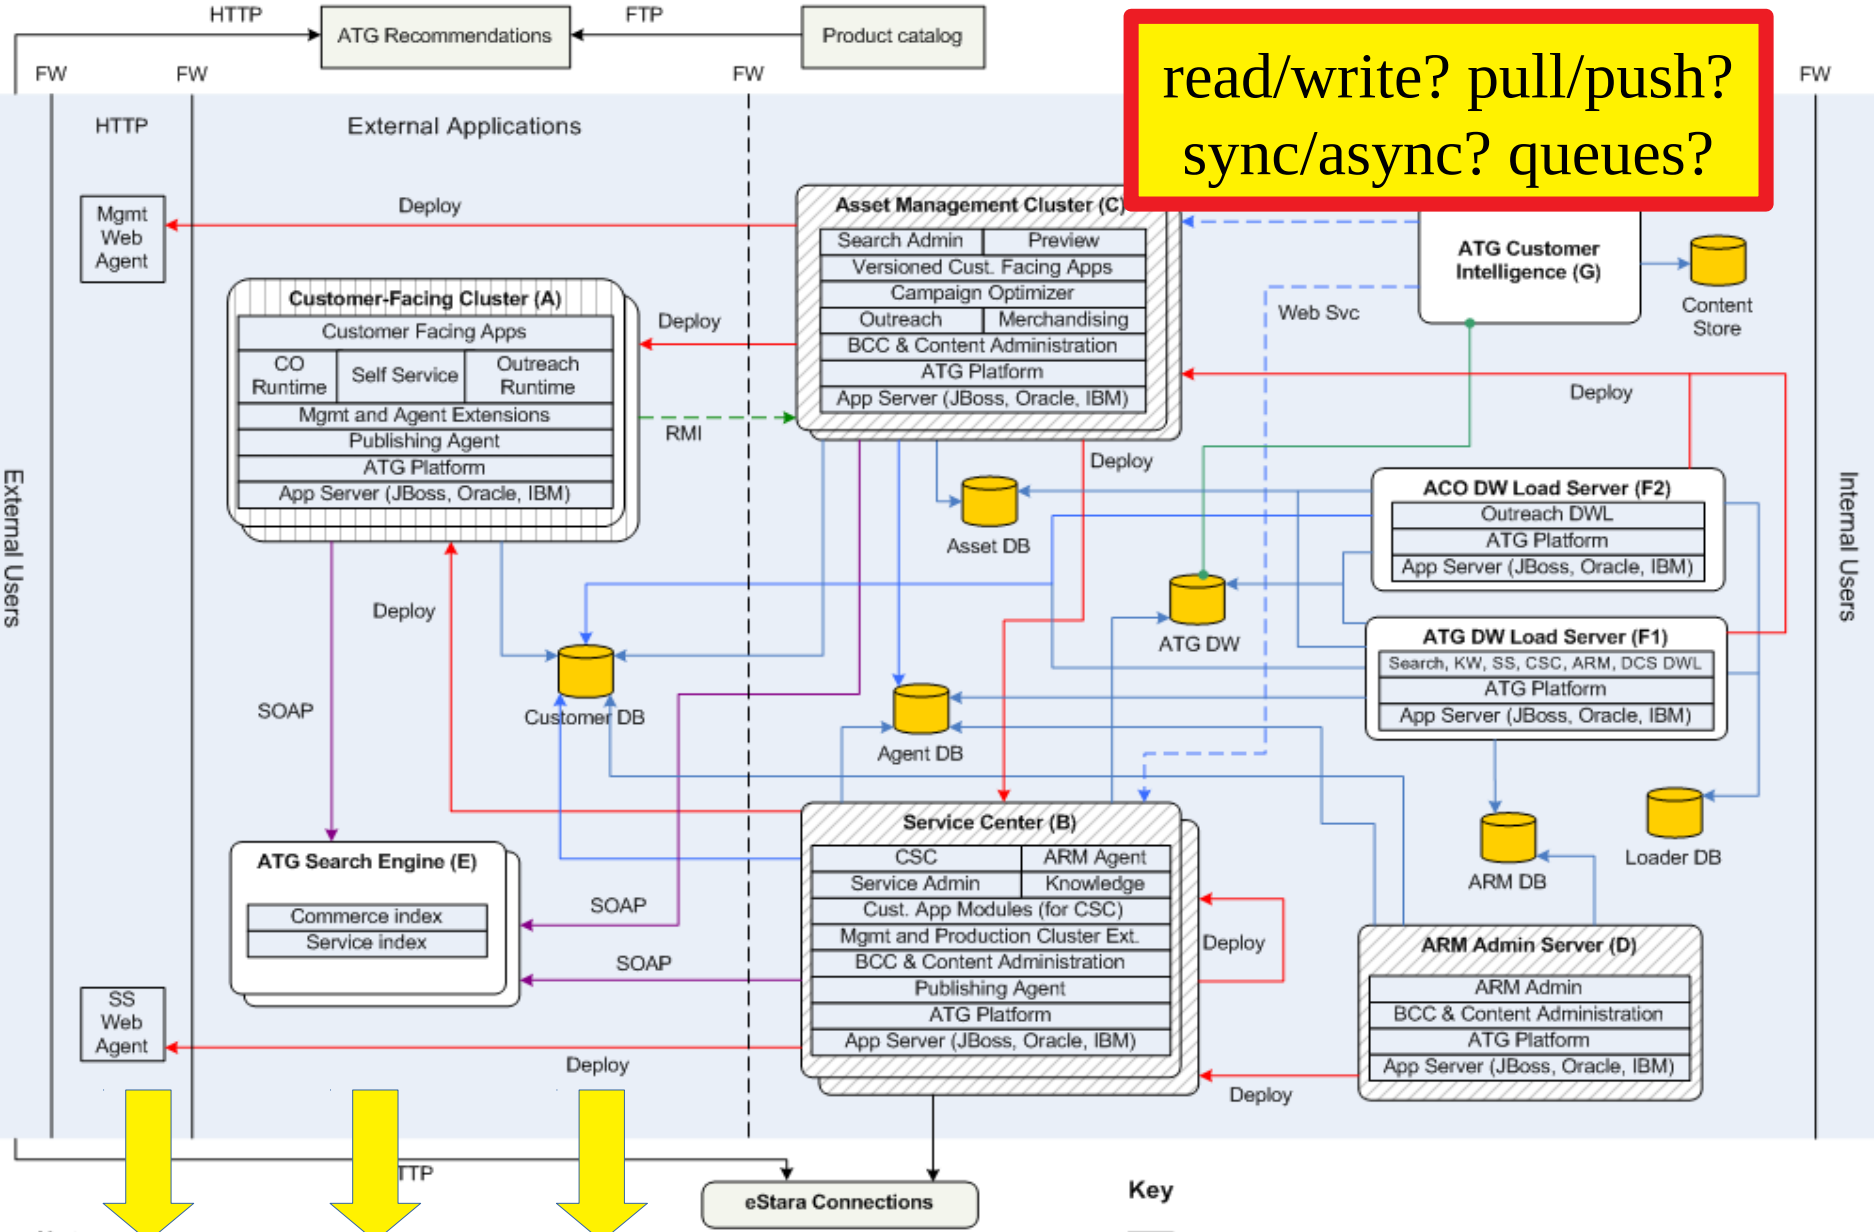 HTTP
FTP
ATG Recommendations
Product catalog
read/write? pull/push?
sync/async? queues?
FW
FW
FW
FW
HTTP
External Applications
Mgmt
Web
Agent
Deploy
Asset Management Cluster (C)
Search Admin
Preview
Versioned Cust. Facing Apps
Campaign Optimizer
Outreach
Merchandising
BCC & Content Administration
ATG Platform
App Server (JBoss, Oracle, IBM)
ATG Customer
Intelligence (G)
Content
Store
Web Svc
Customer-Facing Cluster (A)
Customer Facing Apps
CO
Runtime
Self Service
Outreach
Runtime
Mgmt and Agent Extensions
Publishing Agent
ATG Platform
App Server (JBoss, Oracle, IBM)
Deploy
RMI
Deploy
Deploy
External Users
Internal Users
Asset DB
ACO DW Load Server (F2)
Outreach DWL
ATG Platform
App Server (JBoss, Oracle, IBM)
ATG DW
ATG DW Load Server (F1)
Search, KW, SS, CSC, ARM, DCS DWL
ATG Platform
App Server (JBoss, Oracle, IBM)
Deploy
SOAP
Customer DB
Agent DB
ARM DB
Loader DB
ATG Search Engine (E)
Commerce index
Service index
SOAP
SOAP
Service Center (B)
CSC
ARM Agent
Service Admin
Knowledge
Cust. App Modules (for CSC)
Mgmt and Production Cluster Ext.
BCC & Content Administration
Publishing Agent
ATG Platform
App Server (JBoss, Oracle, IBM)
Deploy
ARM Admin Server (D)
ARM Admin
BCC & Content Administration
ATG Platform
App Server (JBoss, Oracle, IBM)
Deploy
SS
Web
Agent
Deploy
TTP
eStara Connections
Key